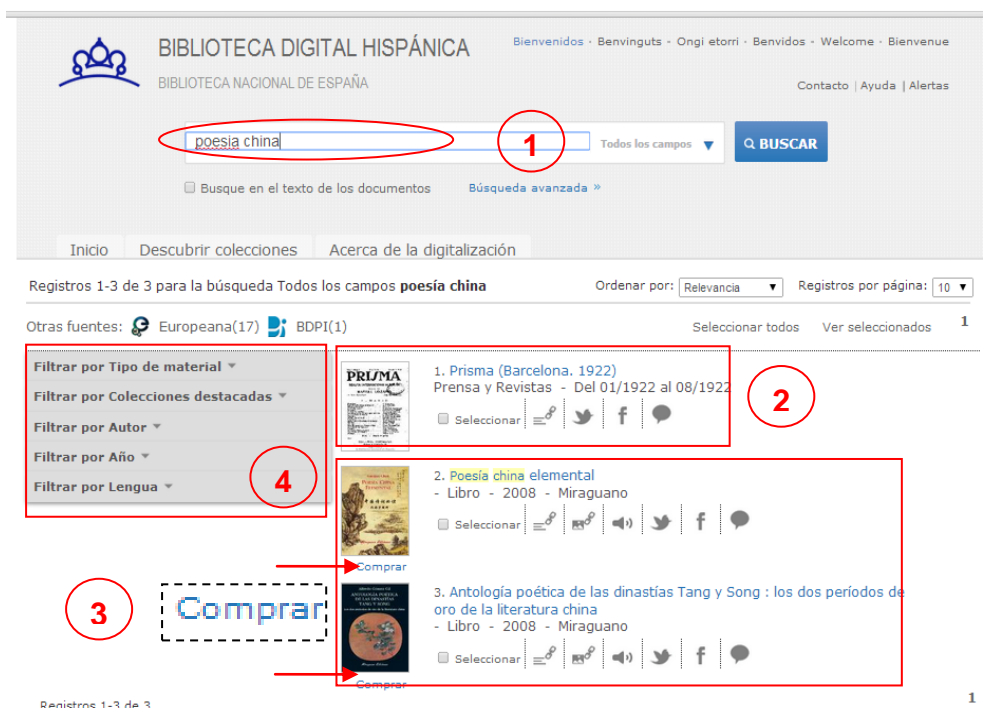 BIBLIOTECA DIGITAL HISPÁNICA
Bienvenidos · Benvinguts · Ongi etorri · Benvidos · Welcome · Bienvenue
BIBLIOTECA NACIONAL DE ESPAÑA
Contacto | Ayuda | Alertas
poesia china
1
Todos los campos
BUSCAR
Busque en el texto de los documentos
Búsqueda avanzada »
Inicio Descubrir colecciones Acerca de la digitalización
Registros 1-3 de 3 para la búsqueda Todos los campos poesía china
Ordenar por: Relevancia Registros por página: 10
Otras fuentes: Europeana(17) BDPI(1)
Seleccionar todos Ver seleccionados 1
Filtrar por Tipo de material
Filtrar por Colecciones destacadas
Filtrar por Autor
Filtrar por Año
Filtrar por Lengua
4
PRISMA
1. Prisma (Barcelona. 1922)
Prensa y Revistas - Del 01/1922 al 08/1922
Seleccionar
2
2. Poesía china elemental
- Libro - 2008 - Miraguano
Seleccionar
Comprar
3
Comprar
3. Antología poética de las dinastías Tang y Song : los dos períodos de
oro de la literatura china
- Libro - 2008 - Miraguano
Seleccionar
Comprar
Registros 1-3 de 3
1